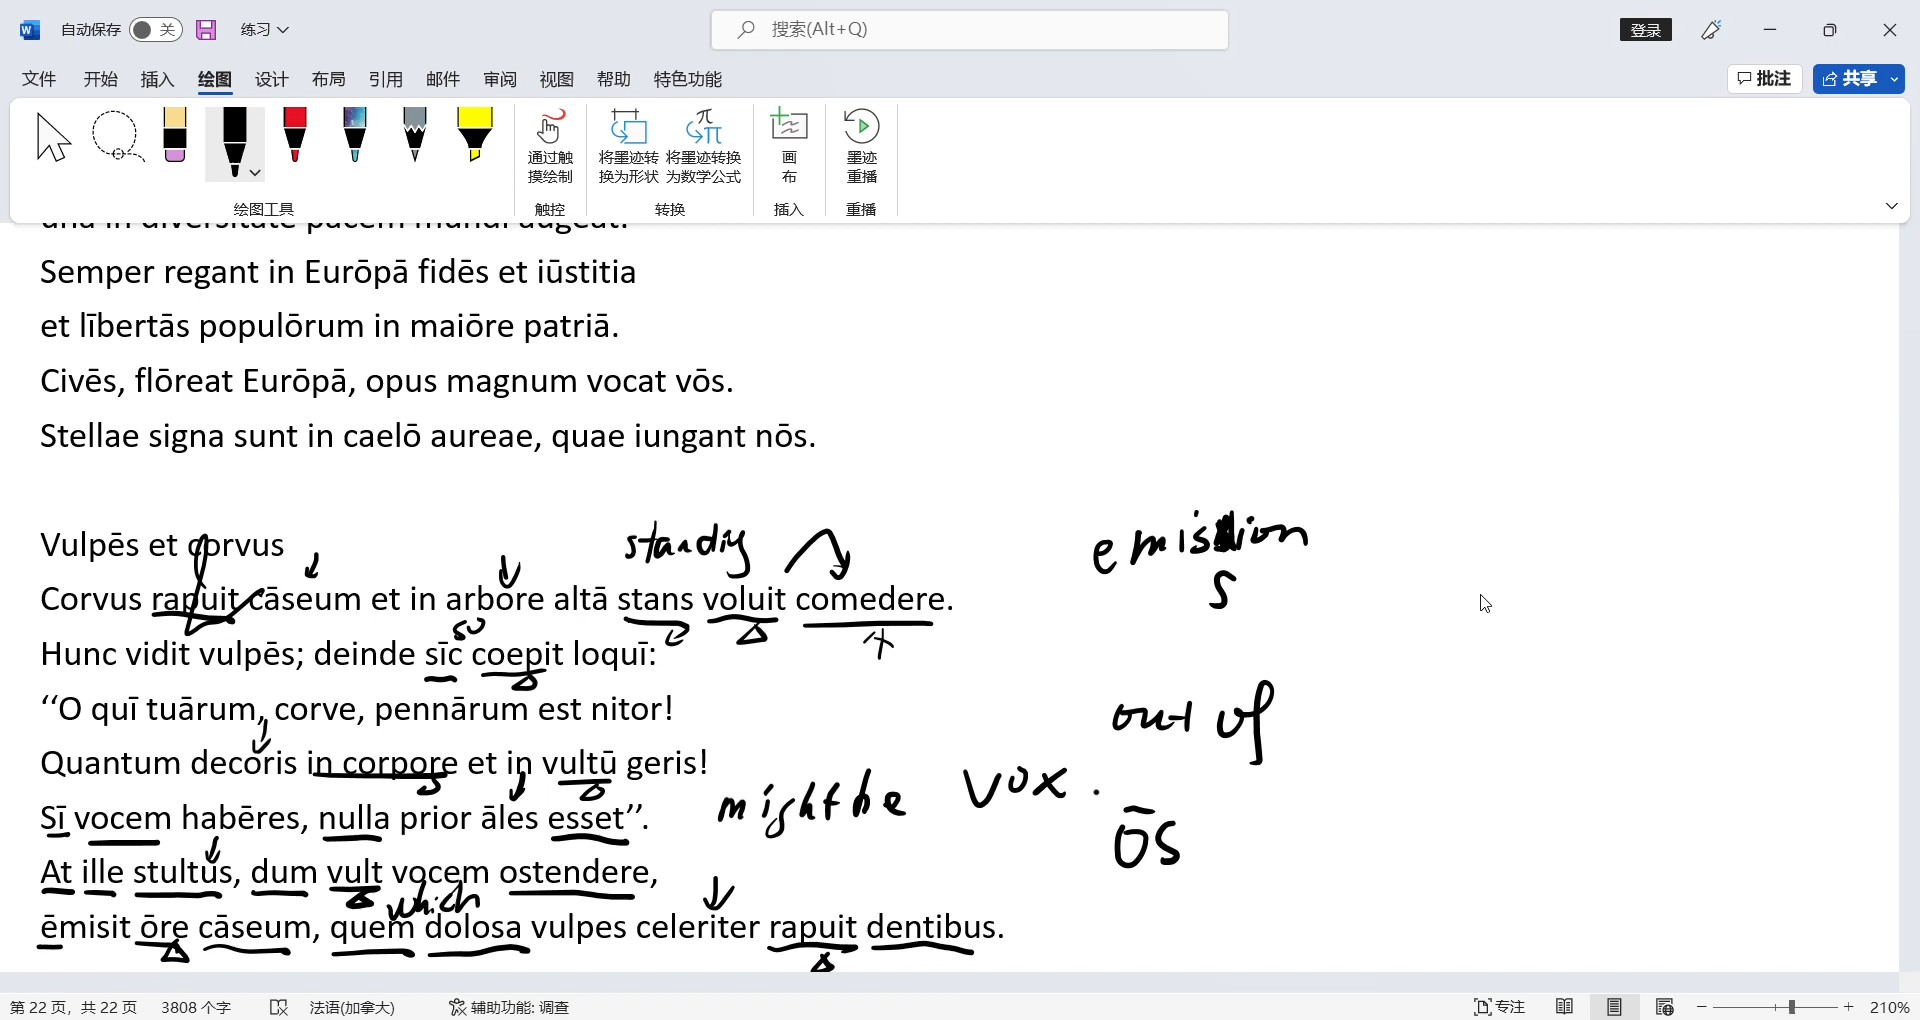 自动保存 关 练习 搜索(Alt+Q) 登录
文件 开始 插入 绘图 设计 布局 引用 邮件 审阅 视图 帮助 特色功能 批注 共享
通过触摸绘制 将墨迹转换为形状 将墨迹转换为数学公式 画布 墨迹重播
绘图工具 触控 转换 插入 重播
una in diversitate pacem mundi augeat.
Semper regant in Eurōpā fidēs et iūstitia
et lībertās populōrum in maiōre patriā.
Civēs, flōreat Eurōpā, opus magnum vocat vōs.
Stellae signa sunt in caelō aureae, quae iungant nōs.
Vulpēs et corvus
standing
emission
s
Corvus rapuit cāseum et in arbore altā stans voluit comedere.
so
Hunc vidit vulpēs; deinde sīc coepit loquī:
‘‘O quī tuārum, corve, pennārum est nitor!
out of
Quantum decoris in corpore et in vultū geris!
might be vox.
Sī vocem habēres, nulla prior āles esset’’.
ōs
At ille stultus, dum vult vocem ostendere,
which
ēmisit ōre cāseum, quem dolosa vulpes celeriter rapuit dentibus.
第 22 页，共 22 页 3808 个字 法语(加拿大) 辅助功能: 调查 专注 210%